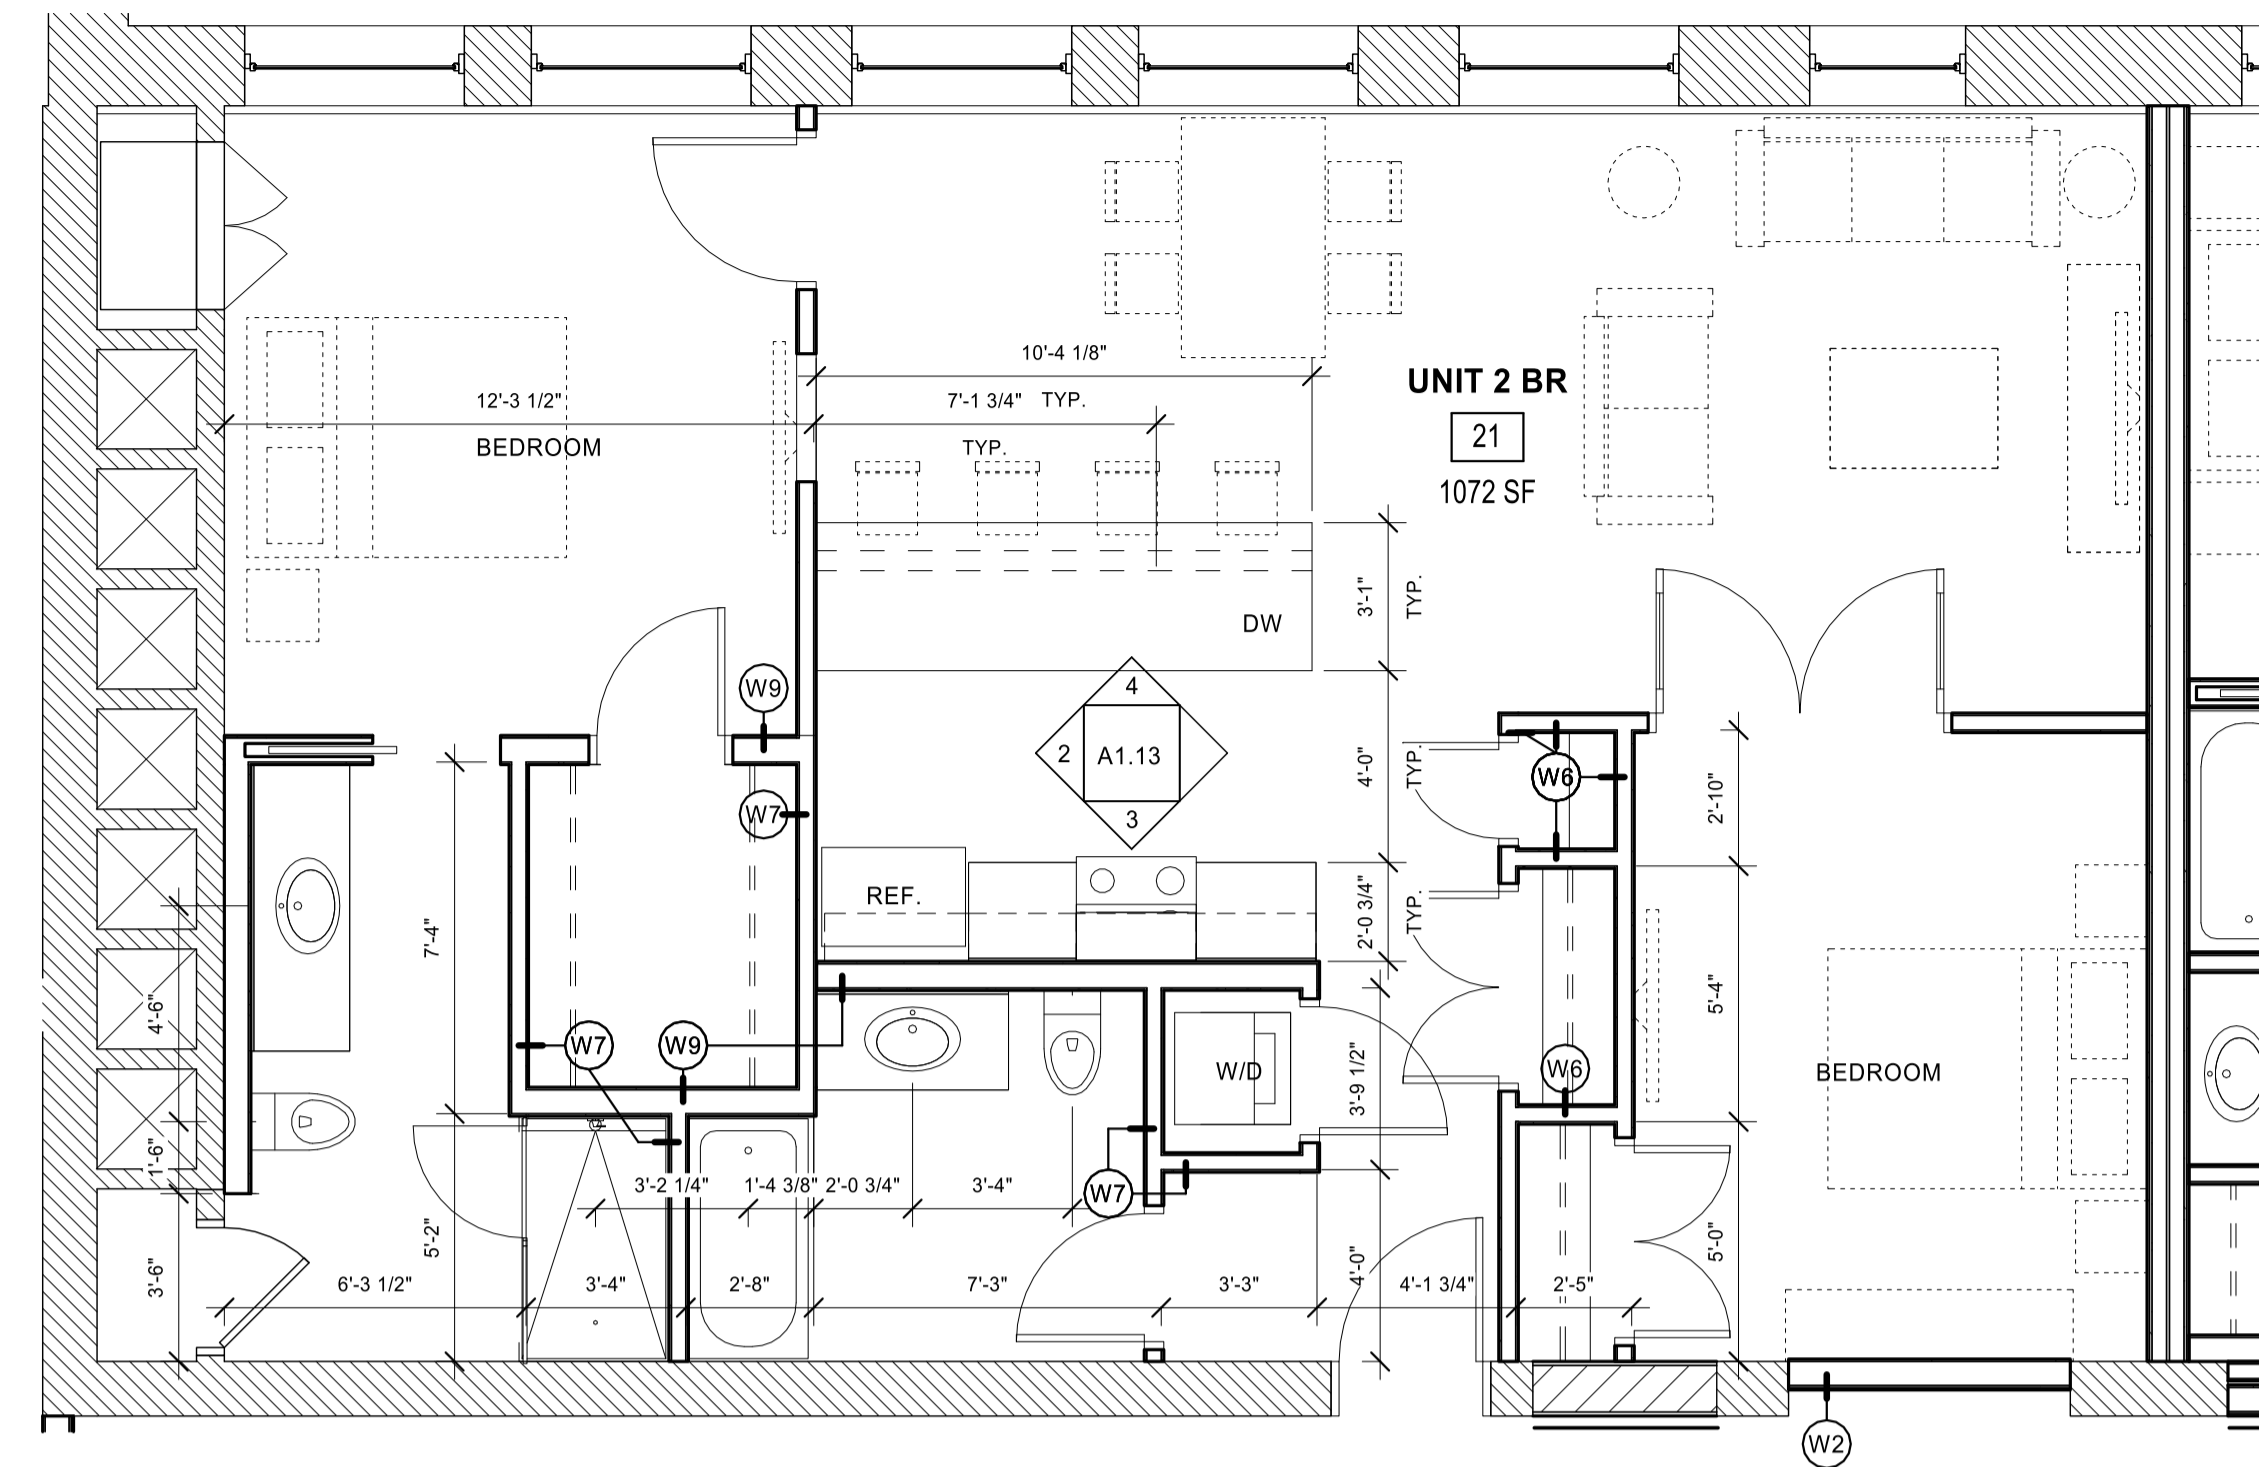 10'-4 1/8"
UNIT 2 BR
12'-3 1/2"
7'-1 3/4" TYP.
21
BEDROOM
TYP.
1072 SF
3'-1"
TYP.
DW
W9
4
2
A1.13
3
4'-0"
TYP.
W6
2'-10"
W7
REF.
2'-0 3/4"
TYP.
7'-4"
4'-6"
5'-4"
W7
W9
W/D
3'-9 1/2"
W6
BEDROOM
1'-6"
3'-2 1/4"
1'-4 3/8"
2'-0 3/4"
3'-4"
W7
5'-2"
5'-0"
3'-6"
6'-3 1/2"
3'-4"
2'-8"
7'-3"
3'-3"
4'-0"
4'-1 3/4"
2'-5"
W2